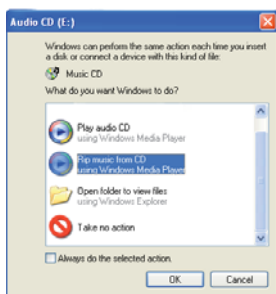 Audio CD (E:)
Windows can perform the same action each time you insert
a disk or connect a device with this kind of file:
Music CD
What do you want Windows to do?
Play audio CD
using Windows Media Player
Rip music from CD
using Windows Media Player
Open folder to view files
using Windows Explorer
Take no action
Always do the selected action.
OK
Cancel